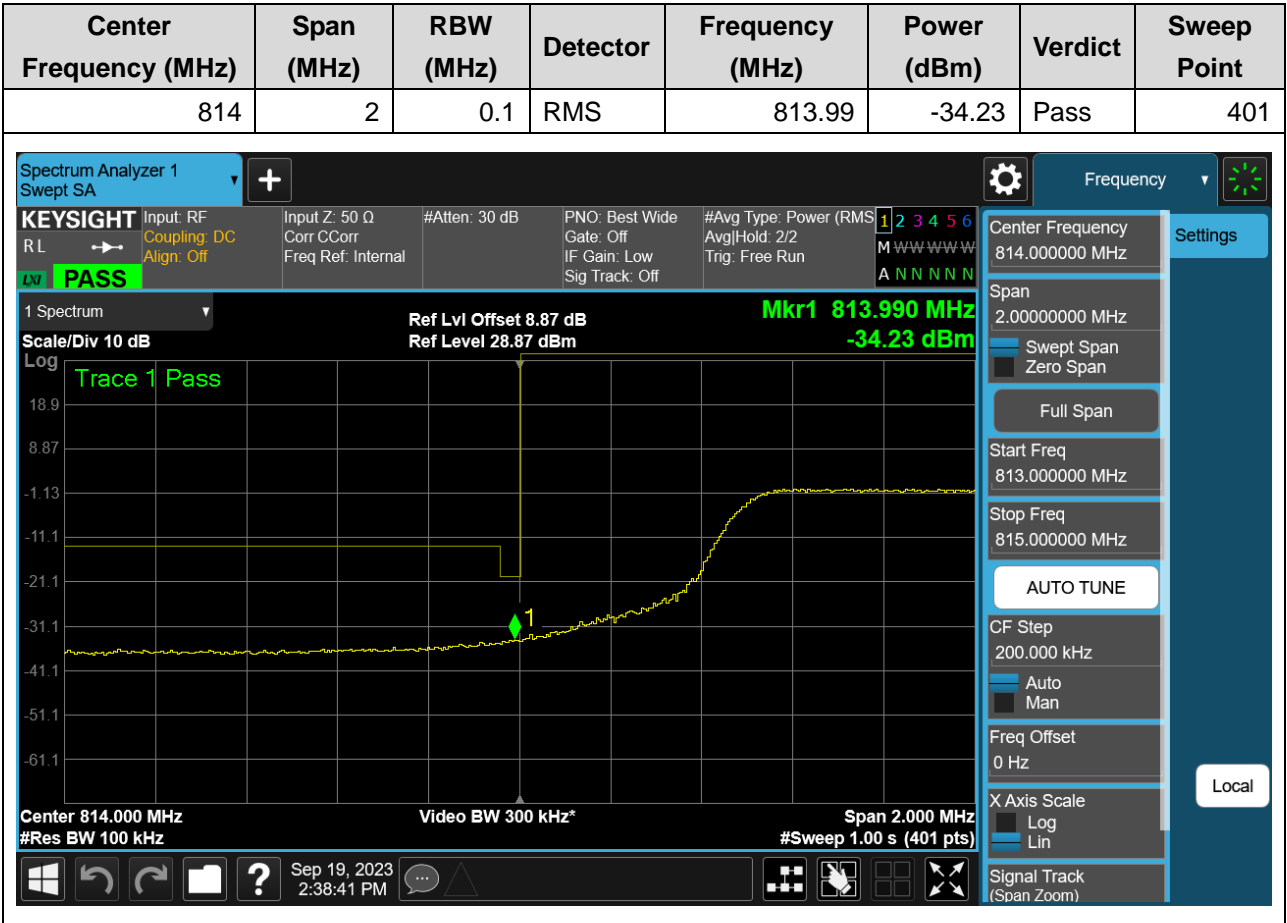 Center Frequency (MHz) Span (MHz) RBW (MHz) Detector Frequency (MHz) Power (dBm) Verdict Sweep Point
814 2 0.1 RMS 813.99 -34.23 Pass 401
Spectrum Analyzer 1
Swept SA
Frequency
KEYSIGHT
R L
LXI PASS
Input: RF
Coupling: DC
Align: Off
Input Z: 50 Ω
Corr CCorr
Freq Ref: Internal
#Atten: 30 dB
PNO: Best Wide
Gate: Off
IF Gain: Low
Sig Track: Off
#Avg Type: Power (RMS
Avg|Hold: 2/2
Trig: Free Run
1 2 3 4 5 6
M W W W W W
A N N N N N
1 Spectrum
Scale/Div 10 dB
Ref Lvl Offset 8.87 dB
Ref Level 28.87 dBm
Mkr1 813.990 MHz
-34.23 dBm
Log
Trace 1 Pass
18.9
8.87
-1.13
-11.1
-21.1
-31.1
-41.1
-51.1
-61.1
1
Center 814.000 MHz
#Res BW 100 kHz
Video BW 300 kHz*
Span 2.000 MHz
#Sweep 1.00 s (401 pts)
Center Frequency
814.000000 MHz
Settings
Span
2.00000000 MHz
Swept Span
Zero Span
Full Span
Start Freq
813.000000 MHz
Stop Freq
815.000000 MHz
AUTO TUNE
CF Step
200.000 kHz
Auto
Man
Freq Offset
0 Hz
X Axis Scale
Log
Lin
Signal Track
(Span Zoom)
Local
?
Sep 19, 2023
2:38:41 PM